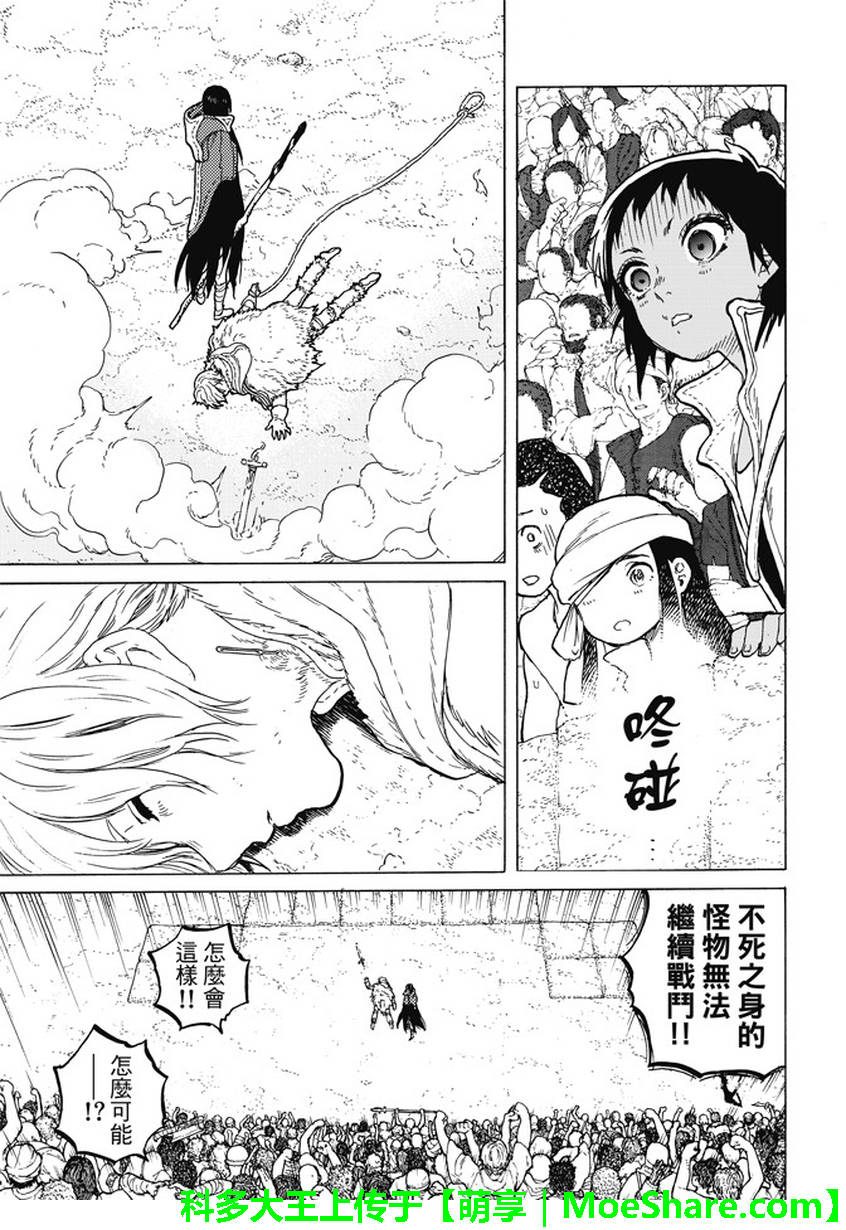 咚
碰
…
不死之身的
怪物無法
繼續戰鬥!!
怎麼會
這樣!!
怎麼可能
——!?
科多大王上传于【萌享|MoeShare.com】